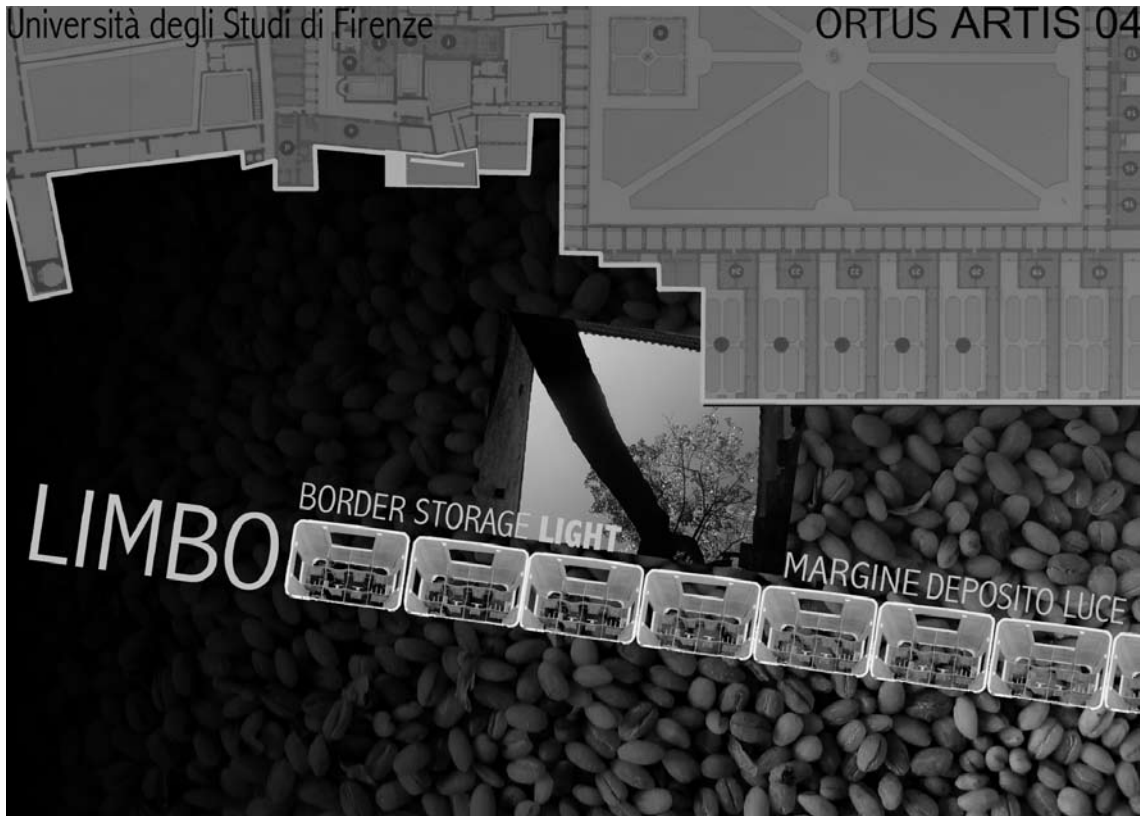 Università degli Studi di Firenze
ORTUS ARTIS 04
LIMBO
BORDER STORAGE LIGHT
MARGINE DEPOSITO LUCE